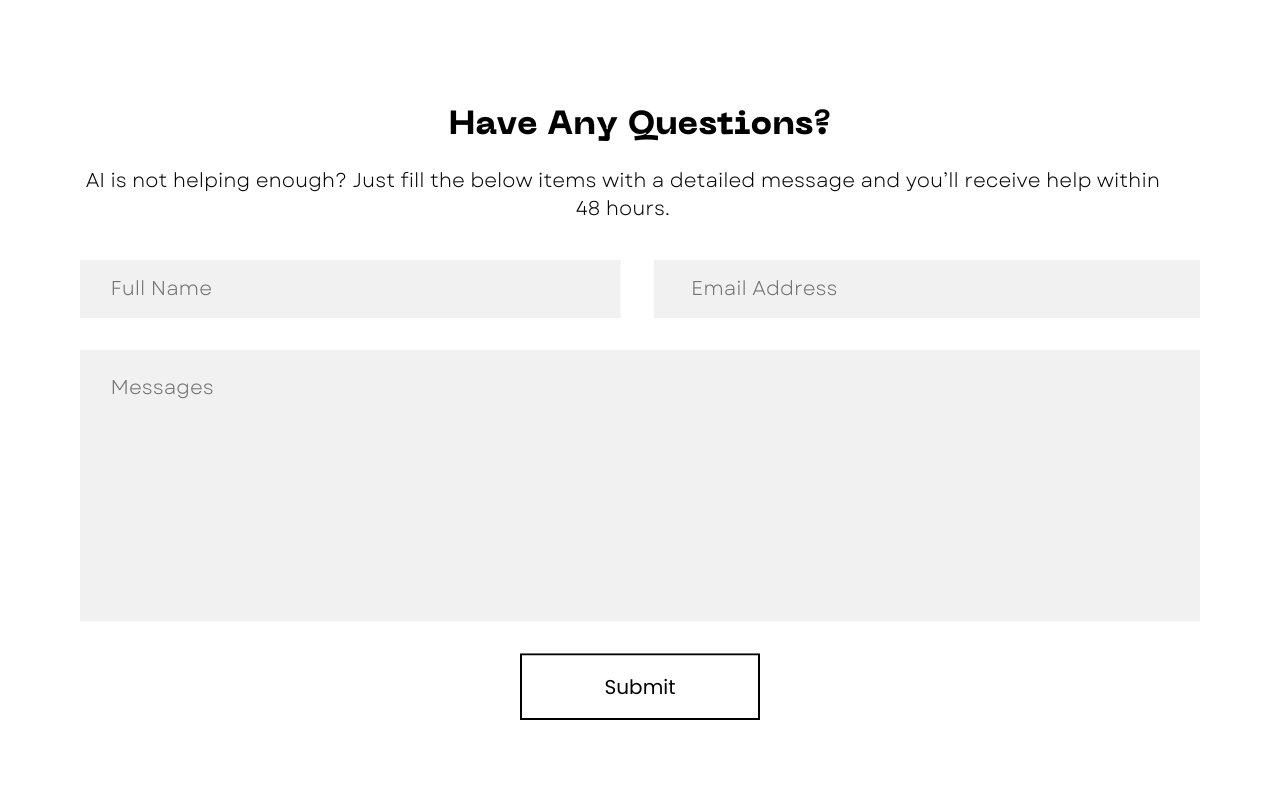 Have Any Questions?
AI is not helping enough? Just fill the below items with a detailed message and you’ll receive help within
48 hours.
Full Name
Email Address
Messages
Submit